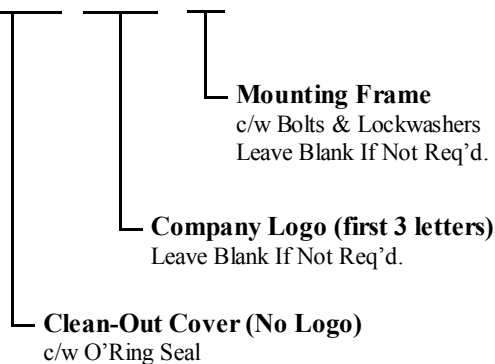 Mounting Frame
c/w Bolts & Lockwashers
Leave Blank If Not Req’d.
Company Logo (first 3 letters)
Leave Blank If Not Req’d.
Clean-Out Cover (No Logo)
c/w O’Ring Seal